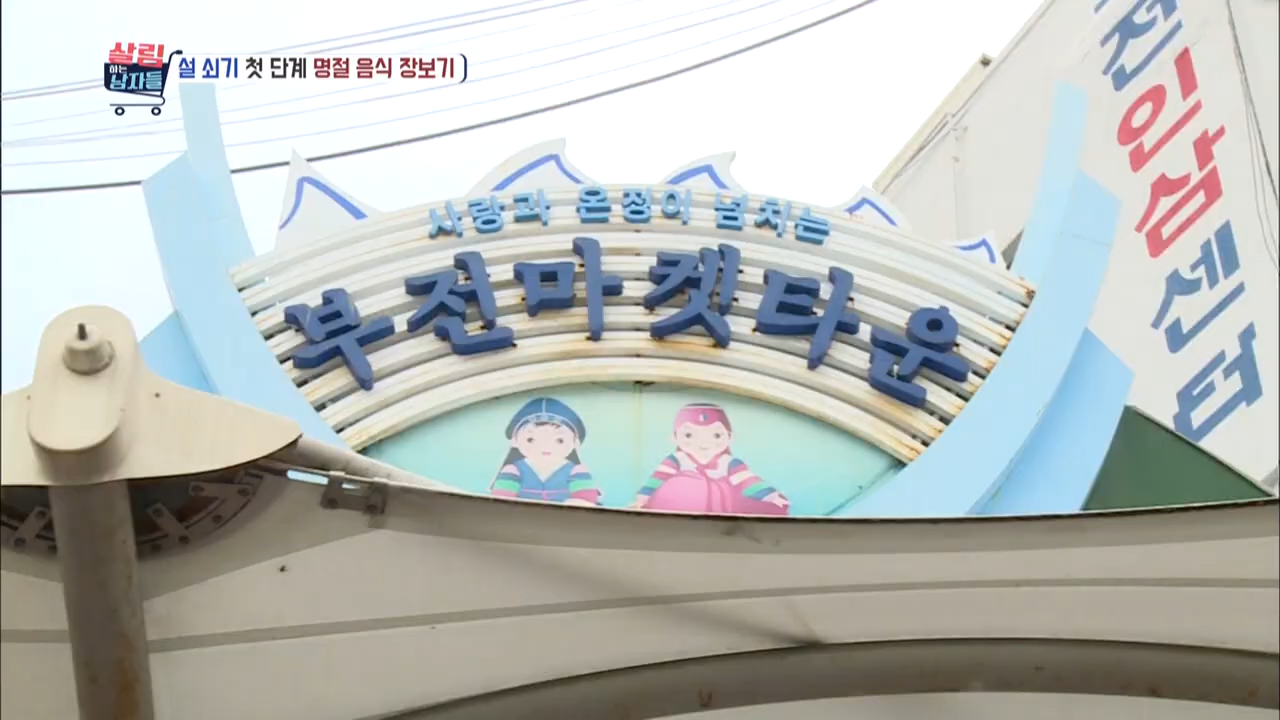 살림
하는
남자들
설 쇠기 첫 단계 명절 음식 장보기
사랑과 온정이 넘치는
부전마켓타운
전인삼센터